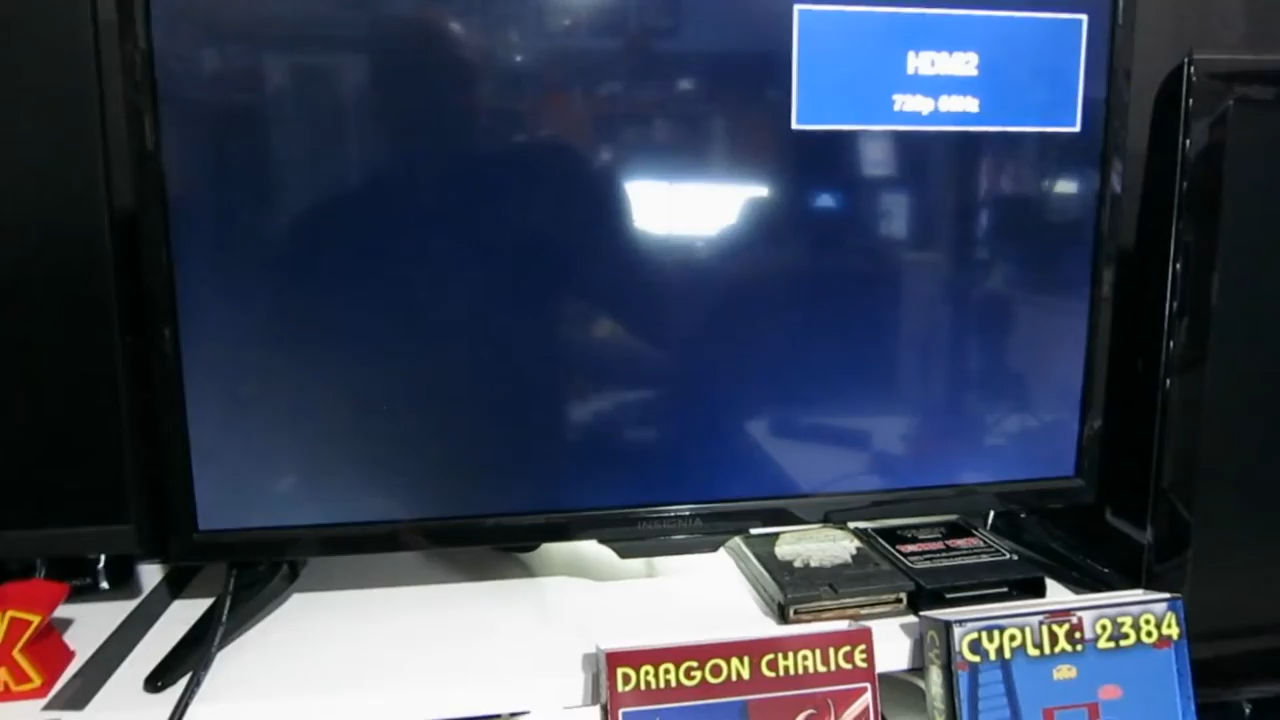 HDMI2
720p 60Hz
INSIGNIA
DRAGON CHALICE
CYPLIX: 2384
K